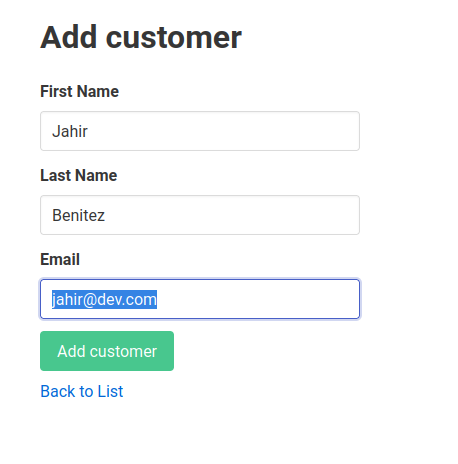 Add customer
First Name
Jahir
Last Name
Benitez
Email
jahir@dev.com
Add customer
Back to List